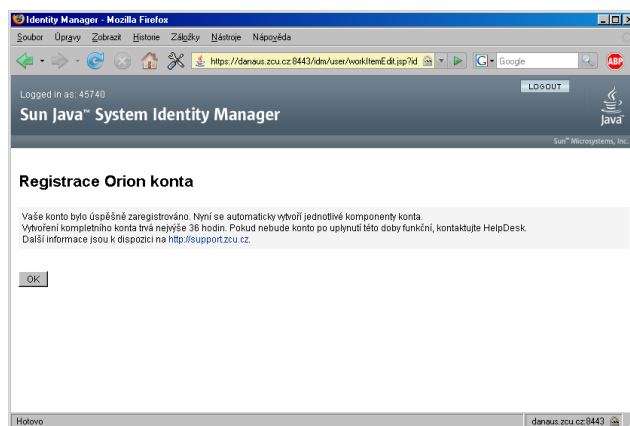 Identity Manager - Mozilla Firefox
Soubor Úpravy Zobrazit Historie Záložky Nástroje Nápověda
https://danaus.zcu.cz:8443/idm/user/workItemEdit.jsp?id
G Google
ABP
LOGOUT
Logged in as: 45740
Sun Java™ System Identity Manager
Java
Sun™ Microsystems, Inc.
Registrace Orion konta
Vaše konto bylo úspěšně zaregistrováno. Nyní se automaticky vytvoří jednotlivé komponenty konta.
Vytvoření kompletního konta trvá nejvýše 36 hodin. Pokud nebude konto po uplynutí této doby funkční, kontaktujte HelpDesk.
Další informace jsou k dispozici na http://support.zcu.cz.
OK
Hotovo
danaus.zcu.cz:8443